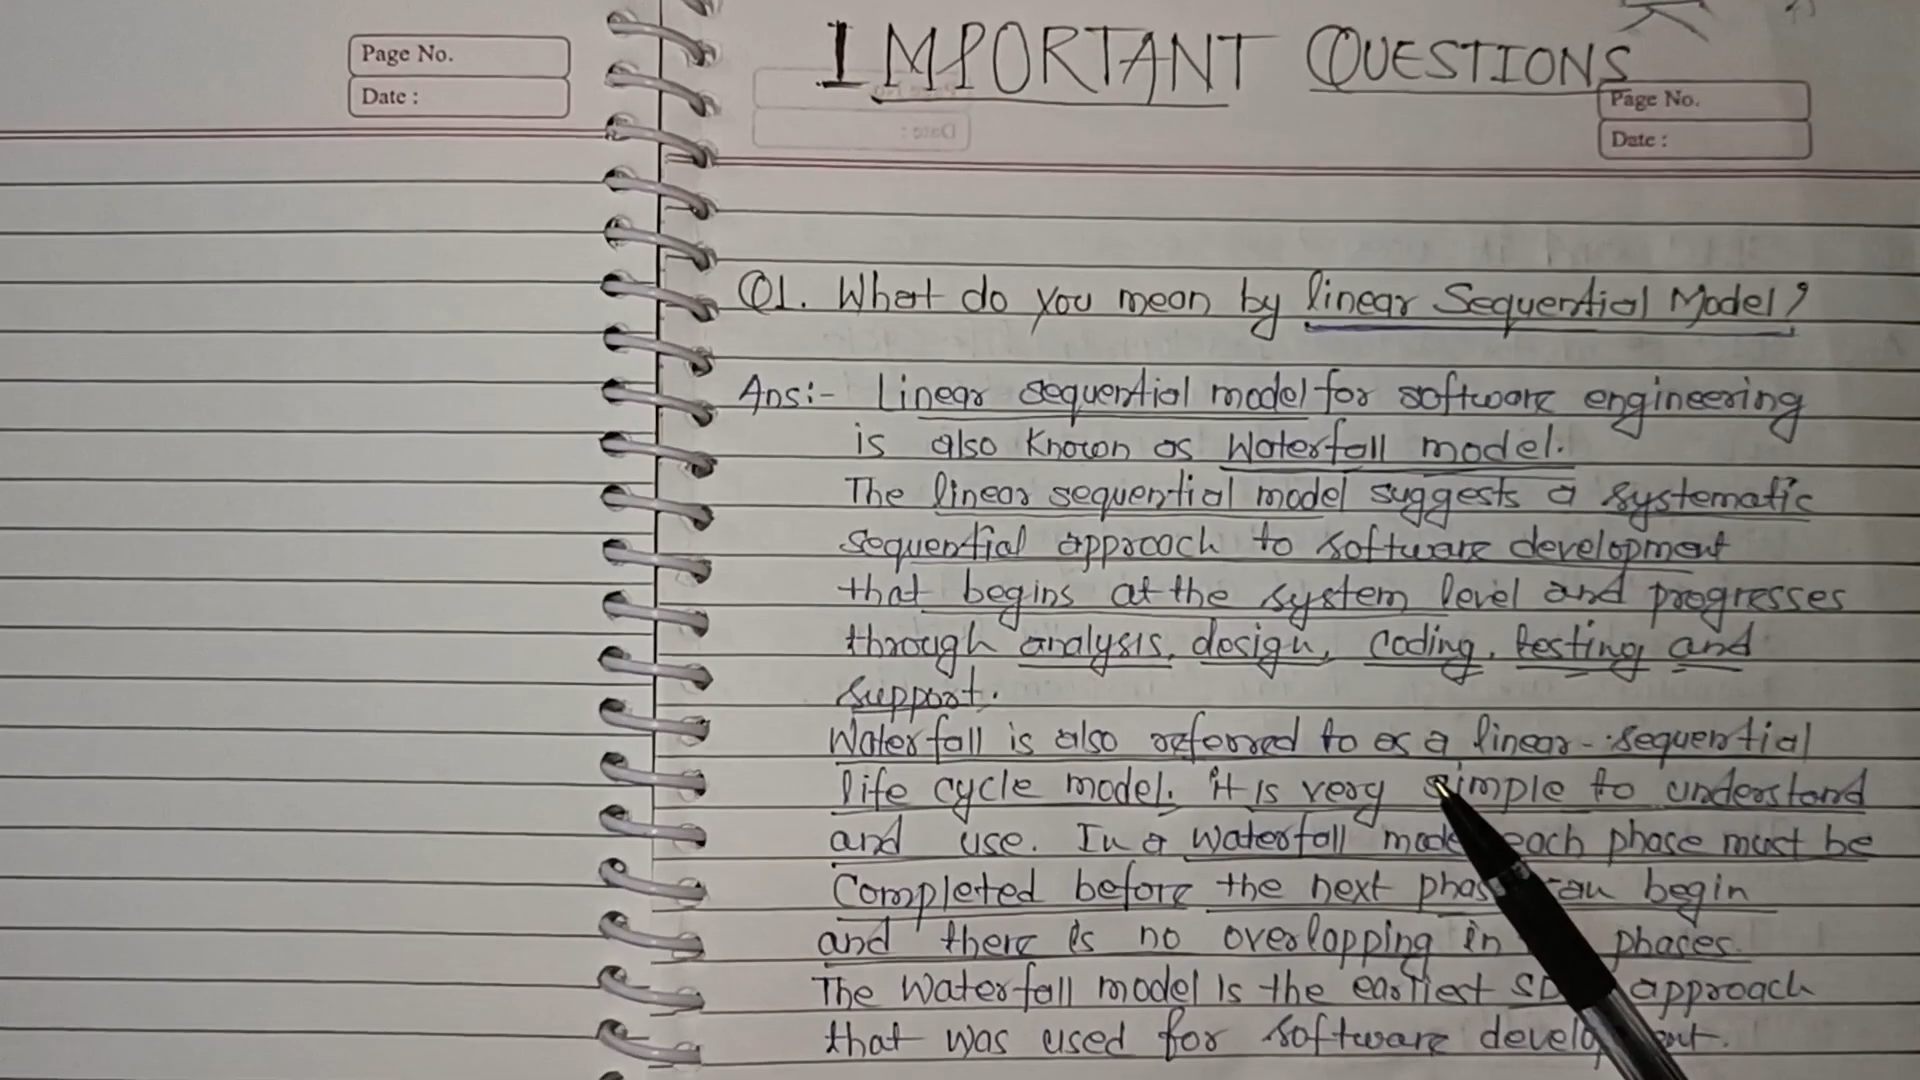 IMPORTANT QUESTIONS
Page No.
Date :
Page No.
Date :
Q1. What do you mean by linear Sequential Model?
Ans:- Linear sequential model for software engineering
is also known as Waterfall model.
The linear sequential model suggests a systematic
sequential approach to software development
that begins at the system level and progresses
through analysis, design, coding, testing and
support.
Waterfall is also referred to as a linear-sequential
life cycle model. it is very simple to understand
and use. In a waterfall each phase must be
Completed before the next begin
and there is no overlapping in phases.
The Waterfall model is the earliest approach
that was used for software